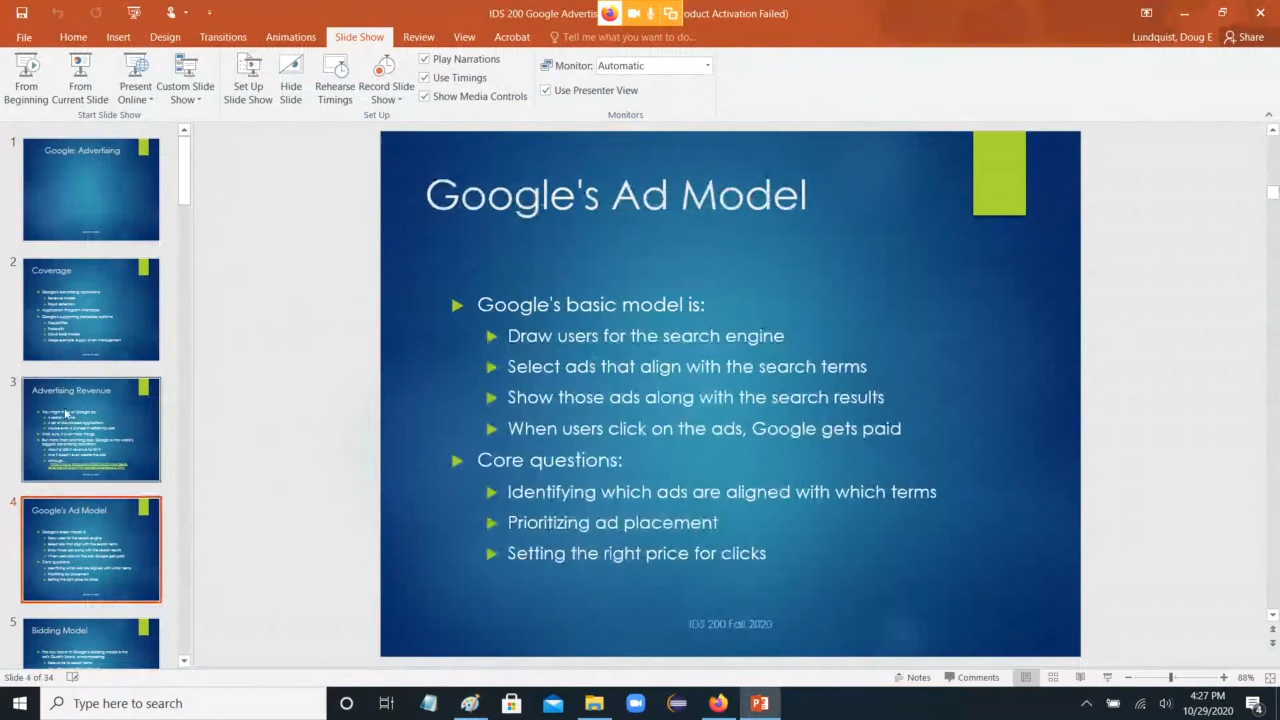 IDS 200 Google Advertis
oduct Activation Failed)
File
Home
Insert
Design
Transitions
Animations
Slide Show
Review
View
Acrobat
Tell me what you want to do...
Lundquist, Doug E
Share
From Beginning
From Current Slide
Present Online
Custom Slide Show
Start Slide Show
Set Up Slide Show
Hide Slide
Rehearse Timings
Record Slide Show
Set Up
Play Narrations
Use Timings
Show Media Controls
Monitor:
Automatic
Use Presenter View
Monitors
1
Google: Advertising
2
Coverage
3
Advertising Revenue
4
Google's Ad Model
5
Bidding Model
Google's Ad Model
Google's basic model is:
Draw users for the search engine
Select ads that align with the search terms
Show those ads along with the search results
When users click on the ads, Google gets paid
Core questions:
Identifying which ads are aligned with which terms
Prioritizing ad placement
Setting the right price for clicks
IDS 200 Fall 2020
Slide 4 of 34
Notes
Comments
88%
Type here to search
4:27 PM
10/29/2020
4